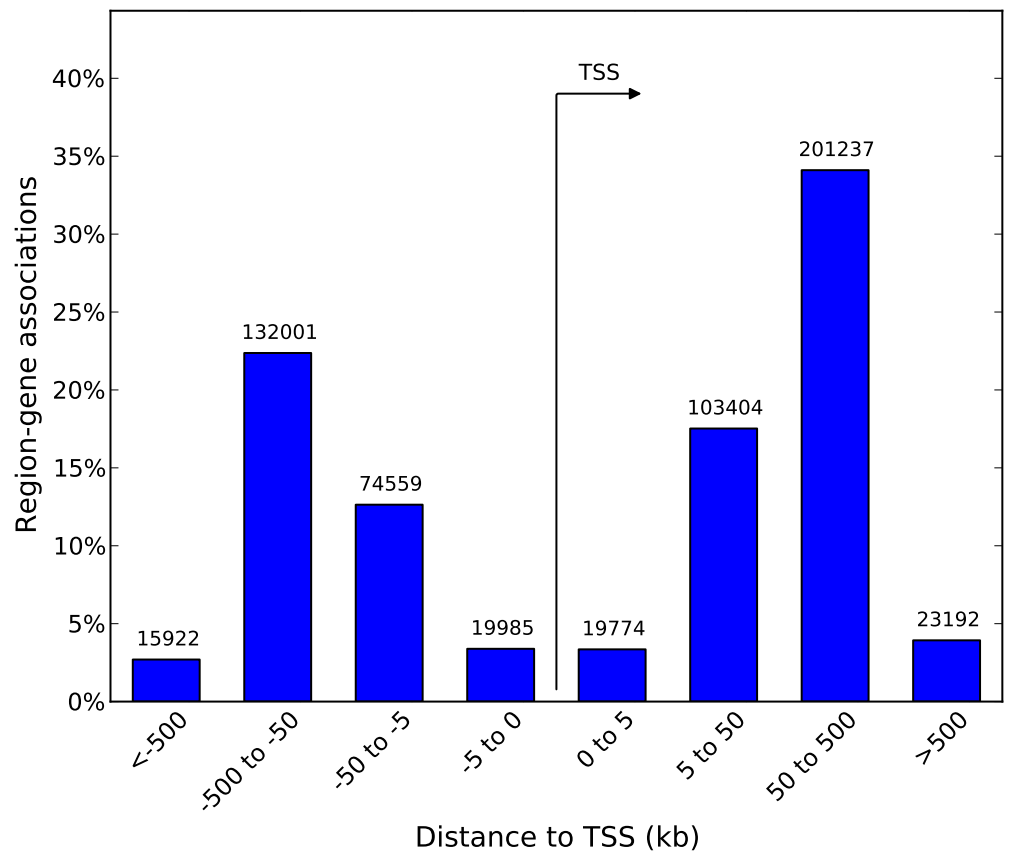 TSS
40%
35%
30%
25%
20%
15%
10%
5%
0%
Region-gene associations
15922
132001
74559
19985
19774
103404
201237
23192
<-500
-500 to -50
-50 to -5
-5 to 0
0 to 5
5 to 50
50 to 500
>500
Distance to TSS (kb)